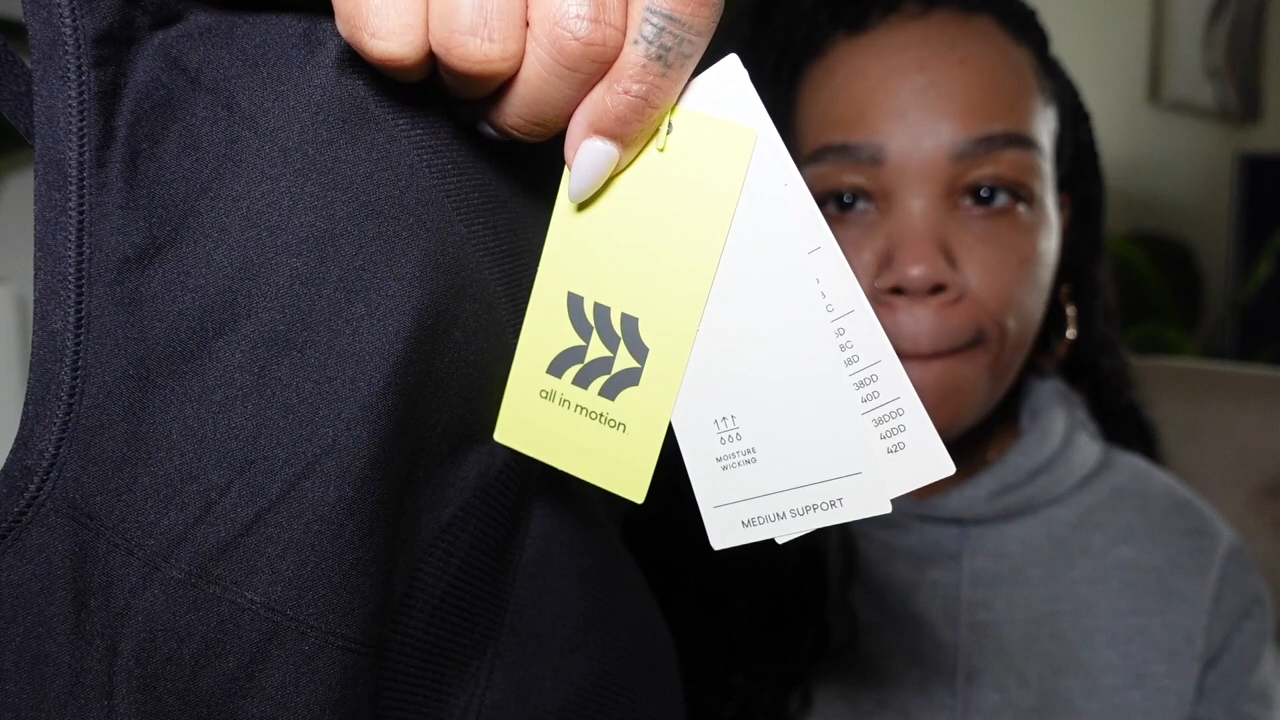 all in motion
MOISTURE
WICKING
MEDIUM SUPPORT
C
38DD
40D
38DDD
40DD
42D